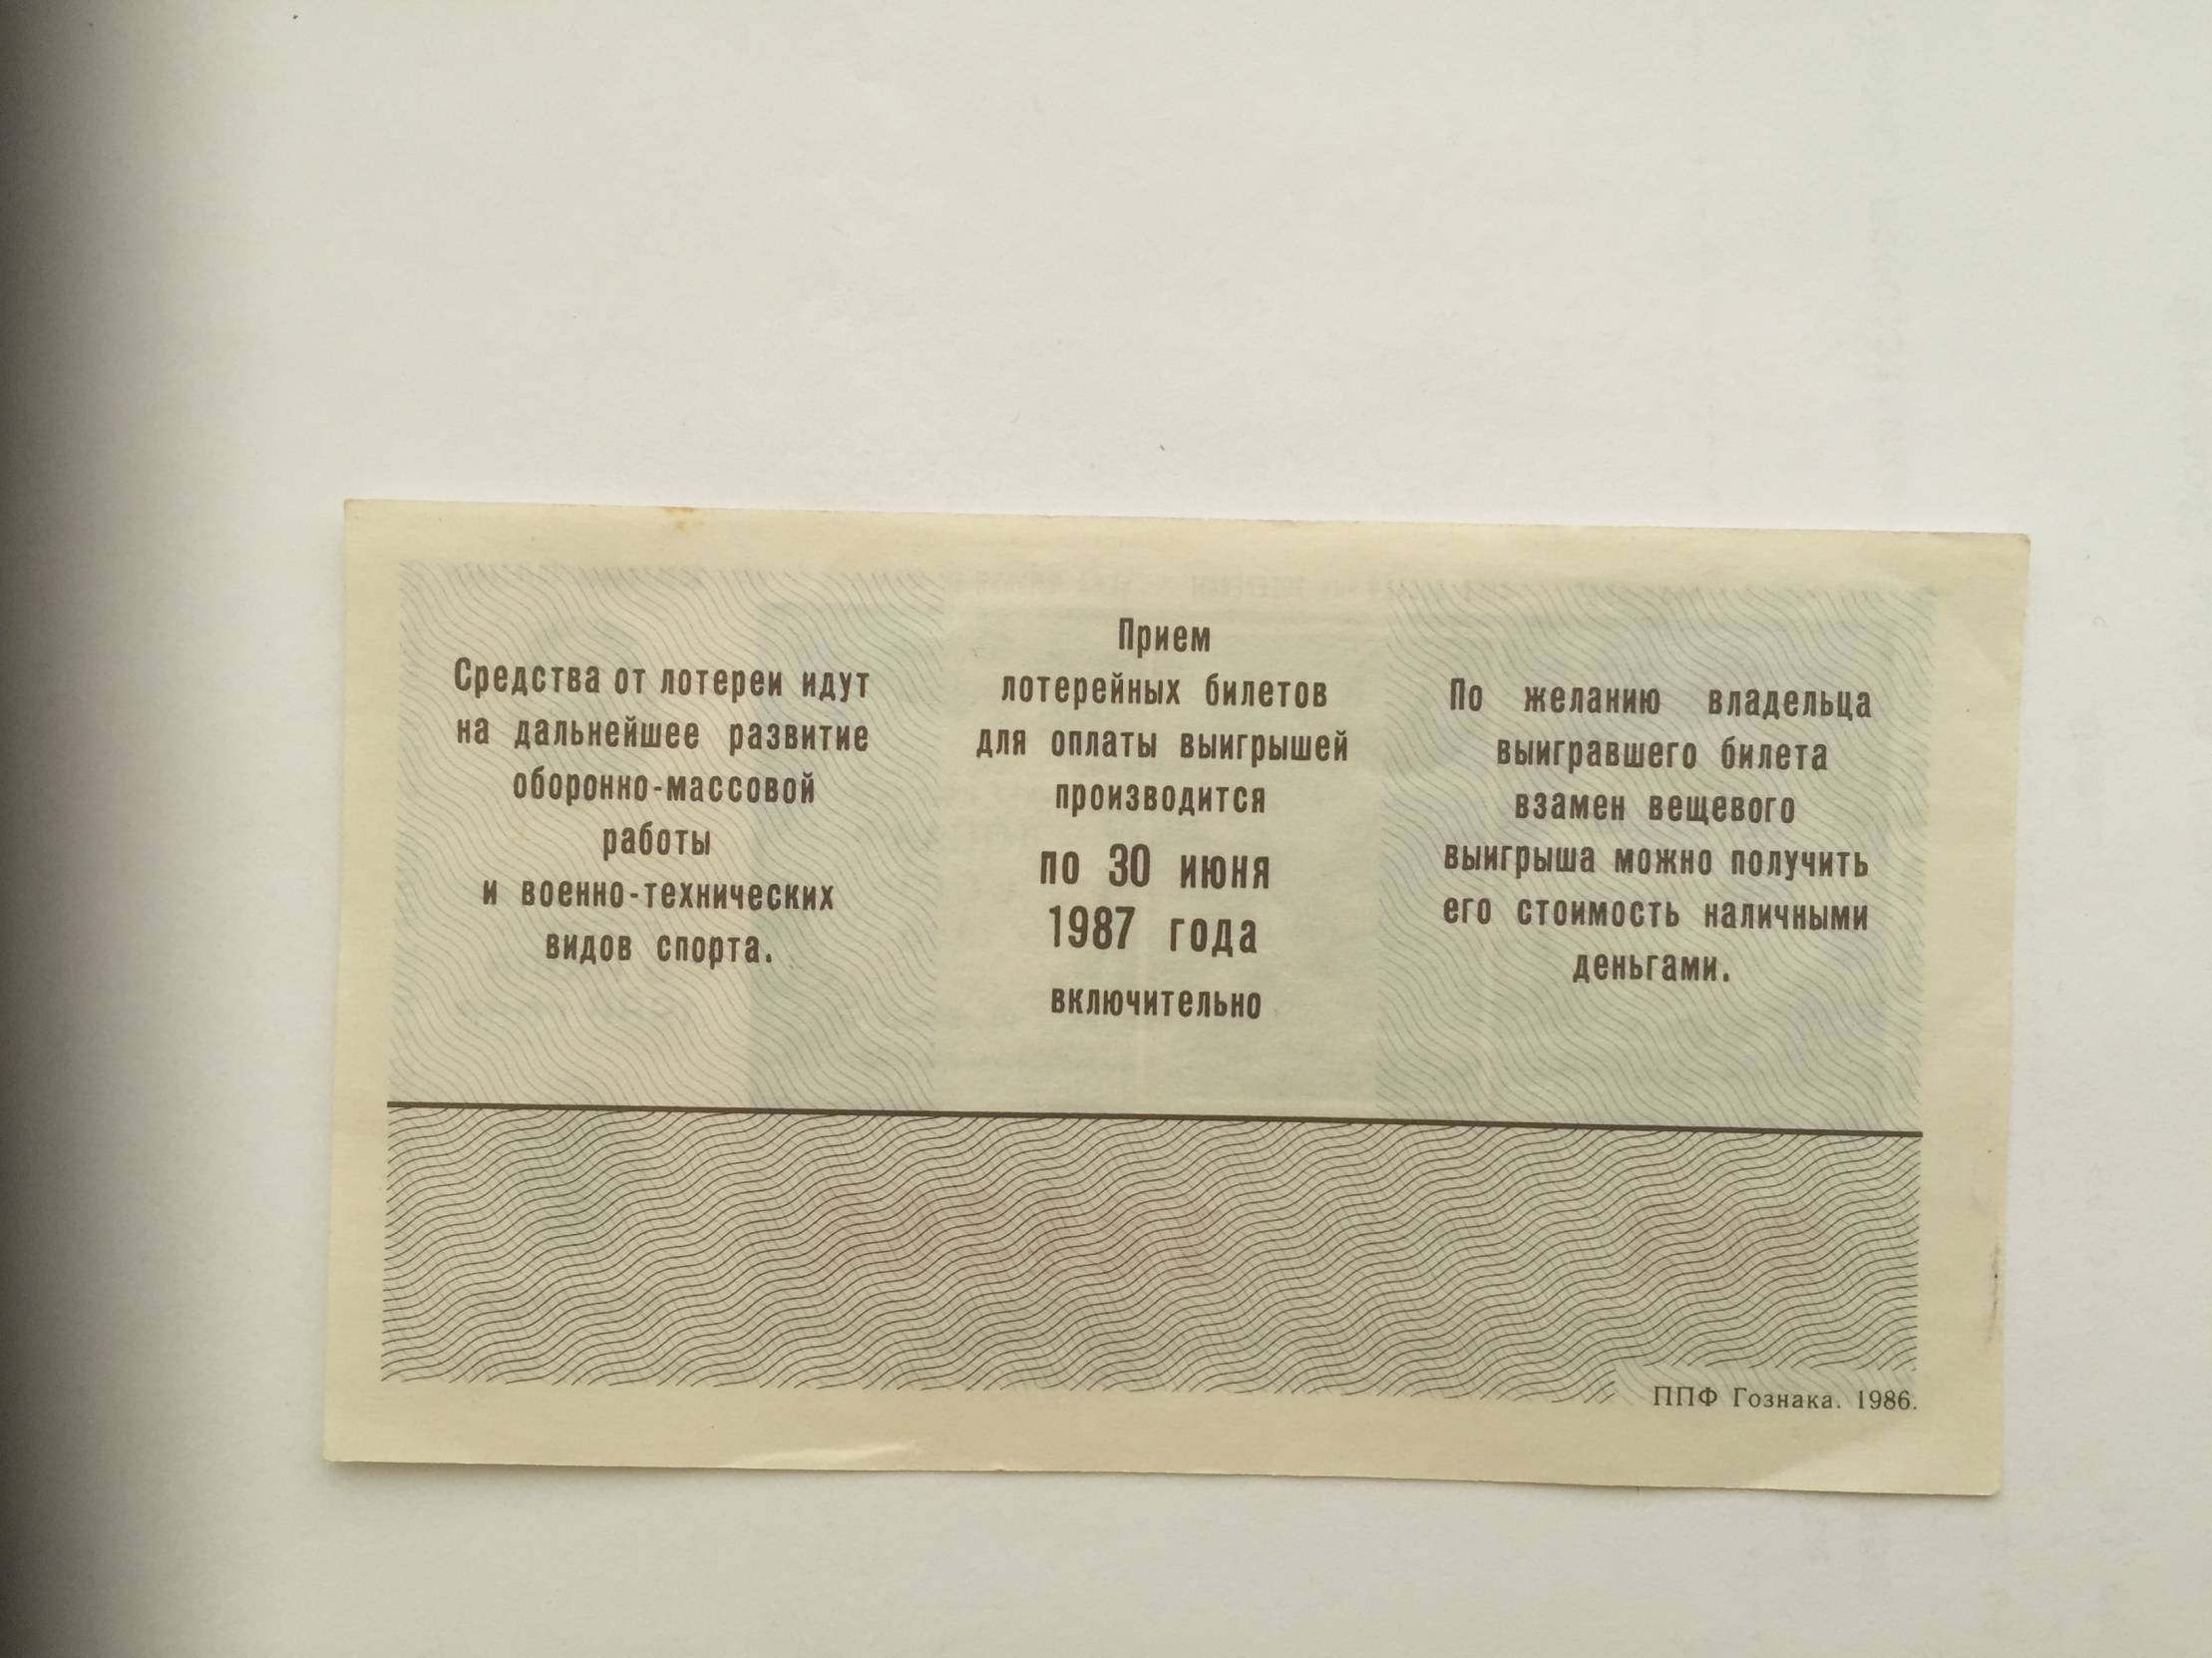 Средства от лотереи идут
на дальнейшее развитие
оборонно-массовой
работы
и военно-технических
видов спорта.
Прием
лотерейных билетов
для оплаты выигрышей
производится
по 30 июня
1987 года
включительно
По желанию владельца
выигравшего билета
взамен вещевого
выигрыша можно получить
его стоимость наличными
деньгами.
ППФ Гознака. 1986.